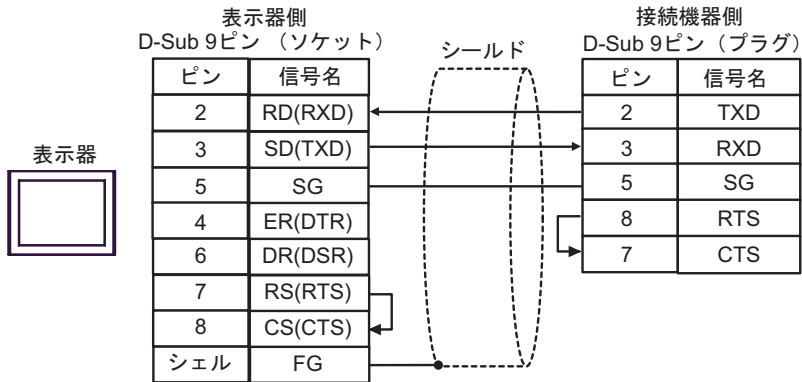 表示器側
D-Sub 9ピン （ソケット）
ピン 信号名
2 RD(RXD)
3 SD(TXD)
5 SG
4 ER(DTR)
6 DR(DSR)
7 RS(RTS)
8 CS(CTS)
シェル FG
表示器
シールド
接続機器側
D-Sub 9ピン （プラグ）
ピン 信号名
2 TXD
3 RXD
5 SG
8 RTS
7 CTS